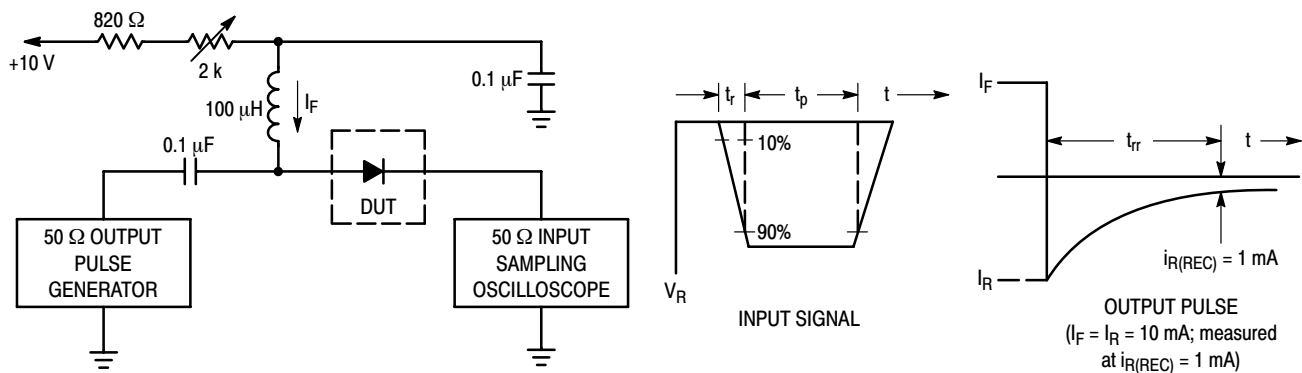 820 Ω
+10 V
2 k
100 μH
I_F
0.1 μF
0.1 μF
DUT
50 Ω OUTPUT
PULSE
GENERATOR
50 Ω INPUT
SAMPLING
OSCILLOSCOPE
t_r
t_p
t
10%
90%
V_R
INPUT SIGNAL
I_F
t_rr
t
i_R(REC) = 1 mA
I_R
OUTPUT PULSE
(I_F = I_R = 10 mA; measured
at i_R(REC) = 1 mA)